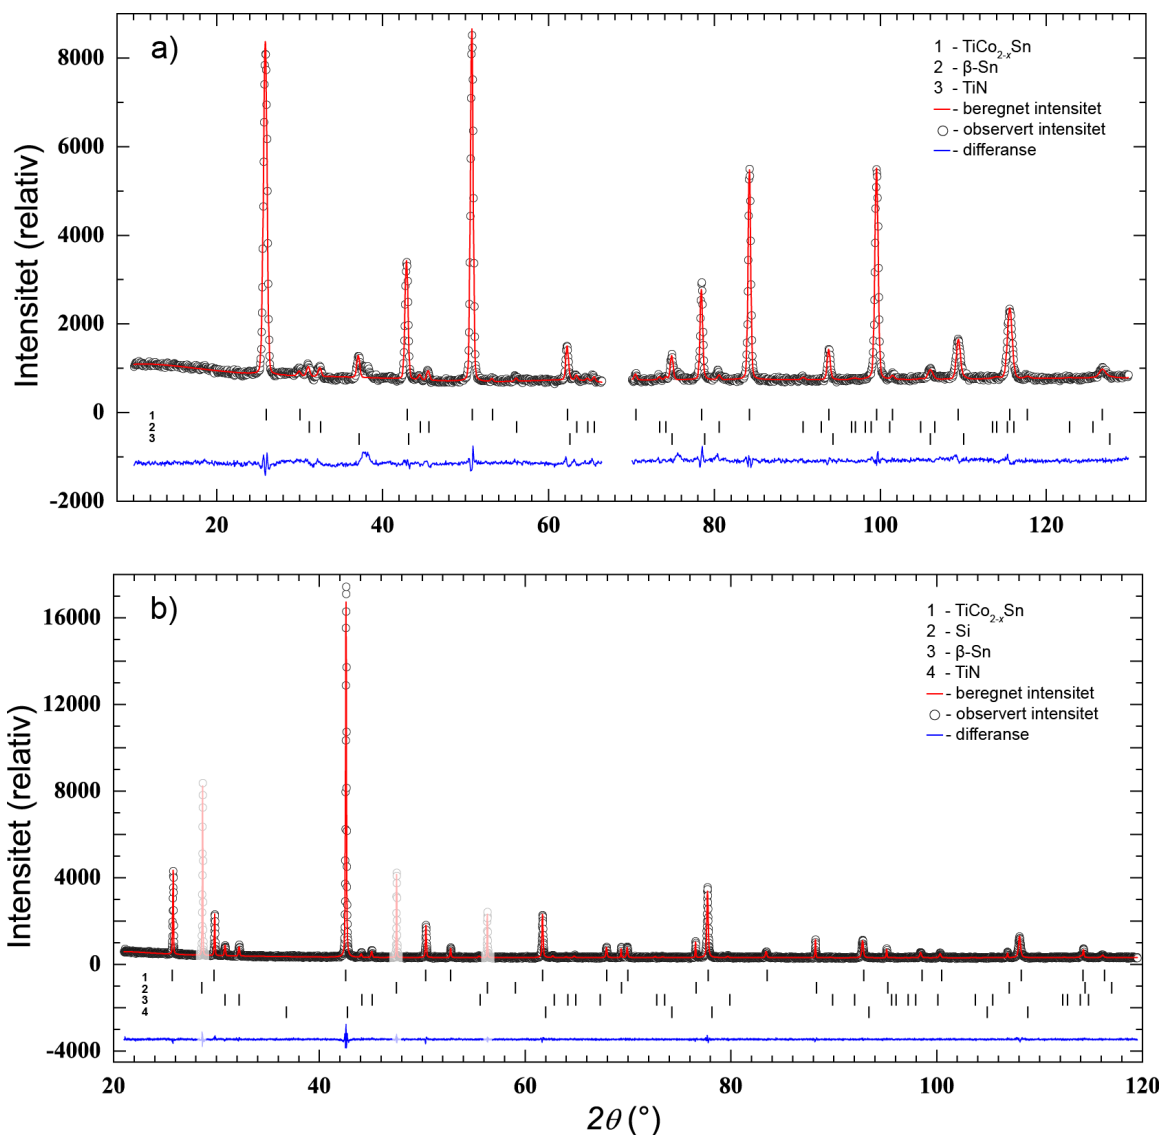 a)
Intensitet (relativ)
8000
6000
4000
2000
0
-2000
1 - TiCo2-xSn
2 - β-Sn
3 - TiN
- beregnet intensitet
- observert intensitet
- differanse
1
2
3
20 40 60 80 100 120
b)
Intensitet (relativ)
16000
12000
8000
4000
0
-4000
1 - TiCo2-xSn
2 - Si
3 - β-Sn
4 - TiN
- beregnet intensitet
- observert intensitet
- differanse
1
2
3
4
20 40 60 80 100 120
2θ (°)